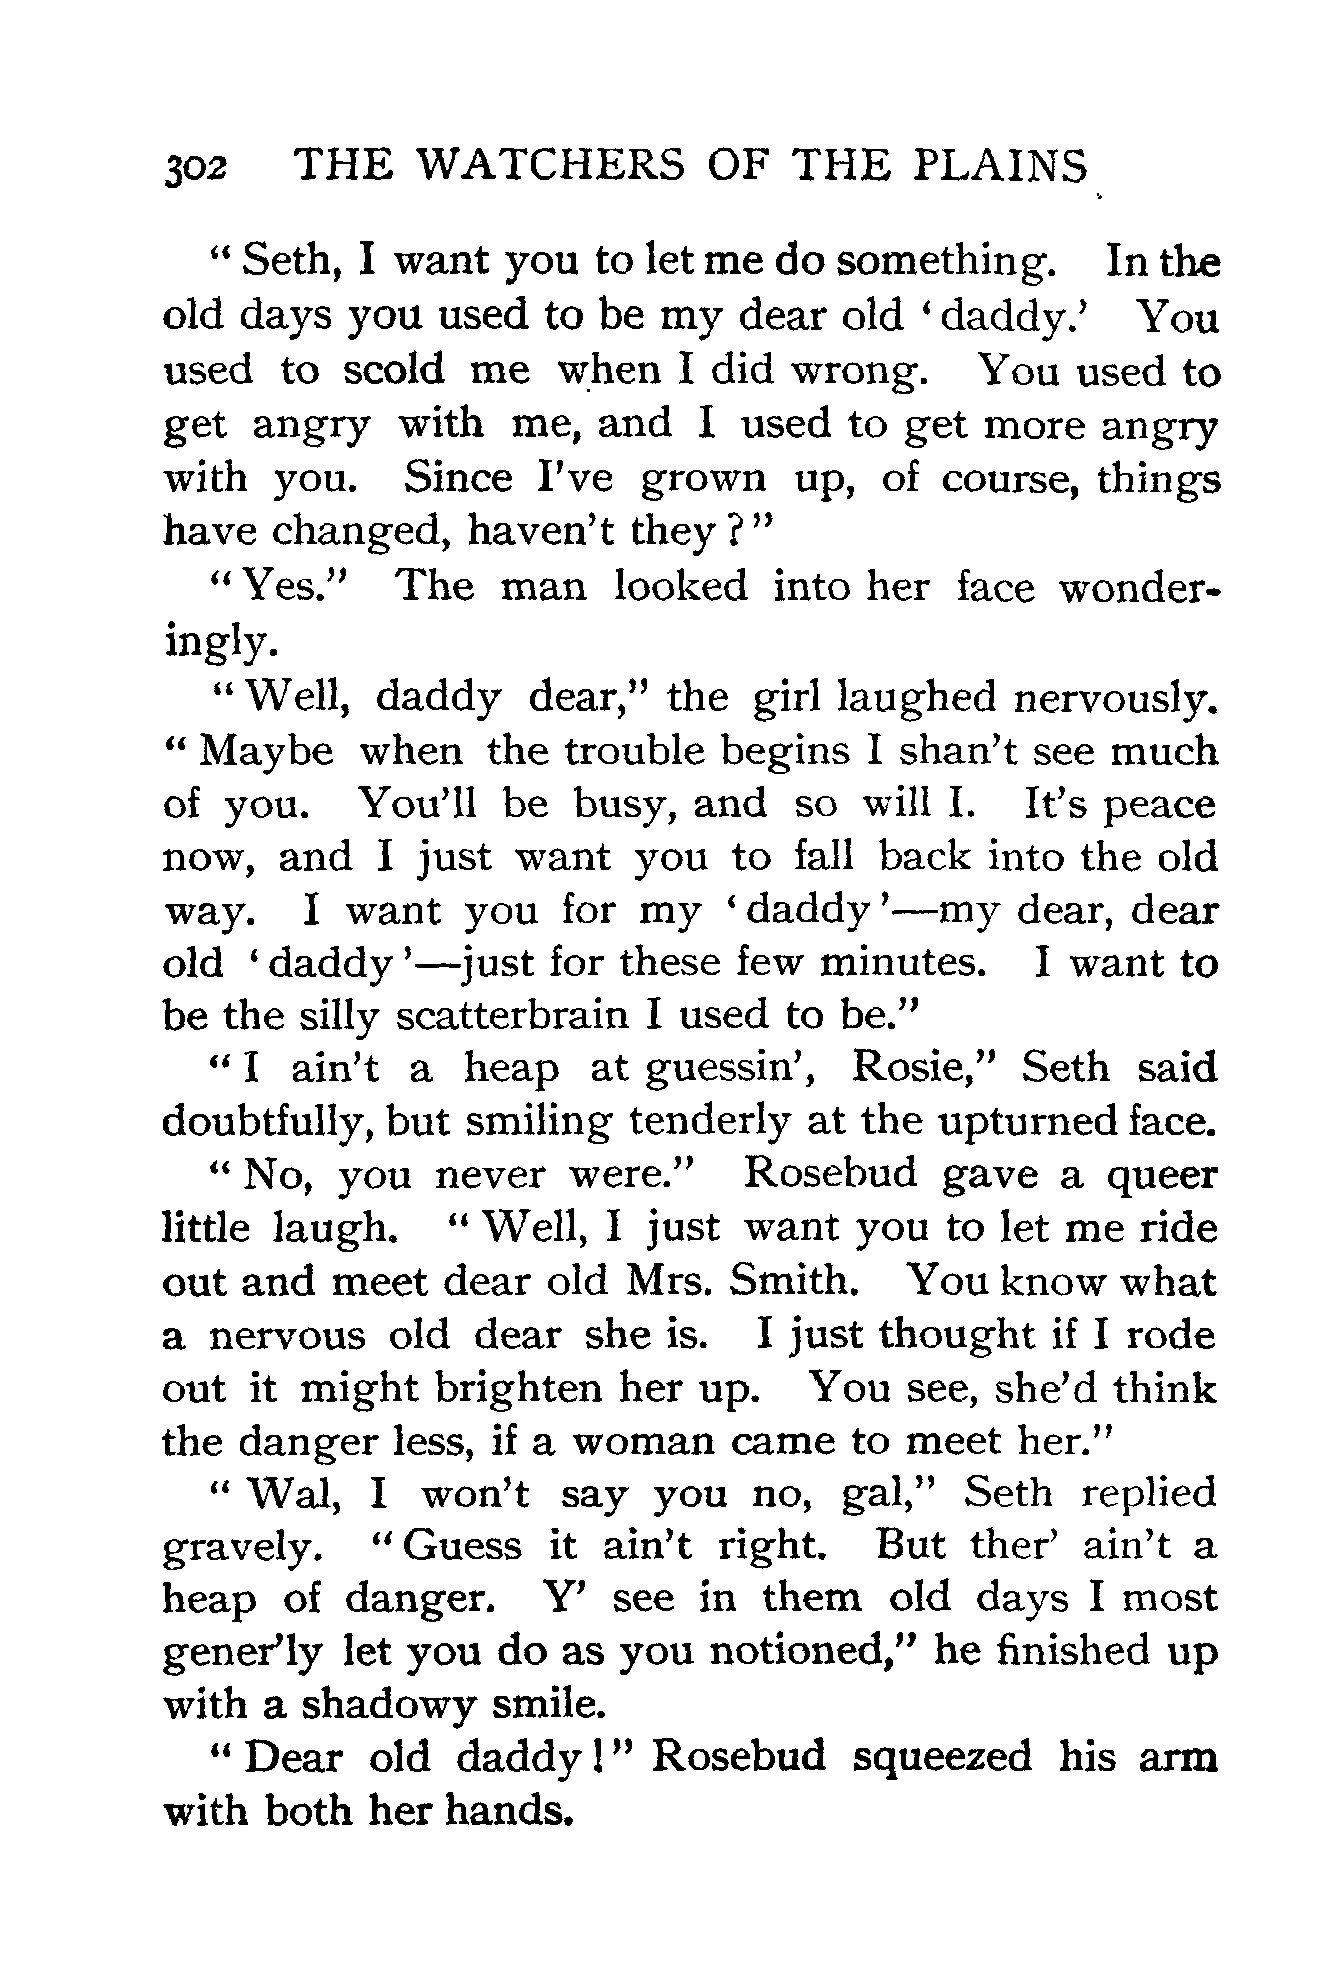 302 THE WATCHERS OF THE PLAINS
“ Seth, I want you to let me do something. In the
old days you used to be my dear old ‘ daddy.’ You
used to scold me when I did wrong. You used to
get angry with me, and I used to get more angry
with you. Since I’ve grown up, of course, things
have changed, haven’t they ? ”
“ Yes.” The man looked into her face wonder-
ingly.
“ Well, daddy dear,” the girl laughed nervously.
“ Maybe when the trouble begins I shan’t see much
of you. You’ll be busy, and so will I. It’s peace
now, and I just want you to fall back into the old
way. I want you for my ‘ daddy ’—my dear, dear
old ‘ daddy ’—just for these few minutes. I want to
be the silly scatterbrain I used to be.”
“ I ain’t a heap at guessin’, Rosie,” Seth said
doubtfully, but smiling tenderly at the upturned face.
“ No, you never were.” Rosebud gave a queer
little laugh. “ Well, I just want you to let me ride
out and meet dear old Mrs. Smith. You know what
a nervous old dear she is. I just thought if I rode
out it might brighten her up. You see, she’d think
the danger less, if a woman came to meet her.”
“ Wal, I won’t say you no, gal,” Seth replied
gravely. “ Guess it ain’t right. But ther’ ain’t a
heap of danger. Y’ see in them old days I most
gener’ly let you do as you notioned,” he finished up
with a shadowy smile.
“ Dear old daddy ! ” Rosebud squeezed his arm
with both her hands.